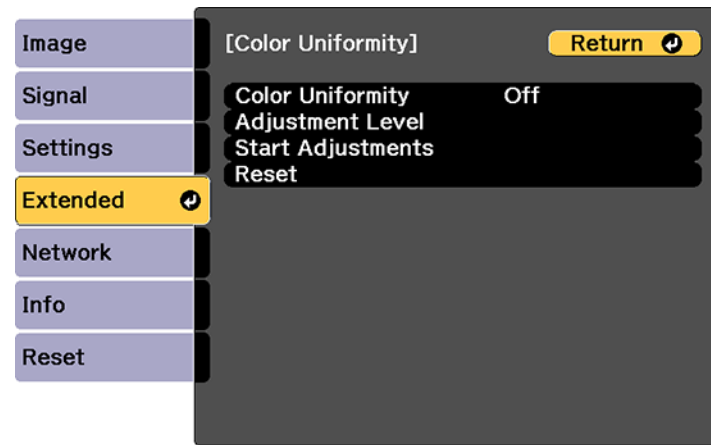 Image
Signal
Settings
Extended
Network
Info
Reset
[Color Uniformity]
Return
Color Uniformity Off
Adjustment Level
Start Adjustments
Reset